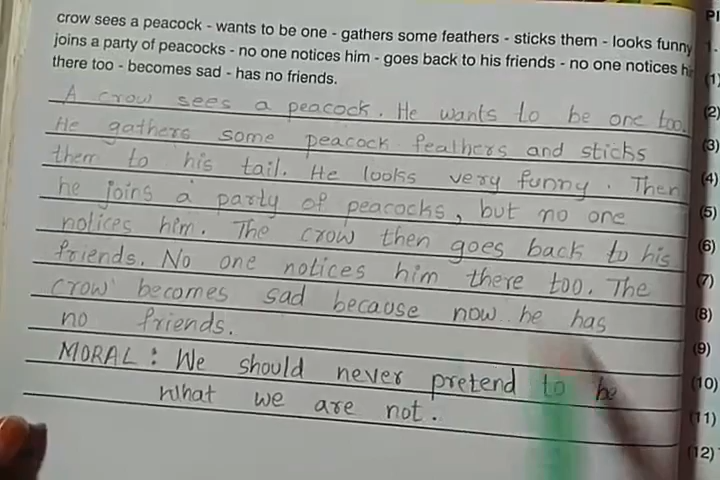 crow sees a peacock - wants to be one - gathers some feathers - sticks them - looks funny
joins a party of peacocks - no one notices him - goes back to his friends - no one notices
there too - becomes sad - has no friends.
A crow sees a peacock. He wants to be one too.
He gathers some peacock feathers and sticks
them to his tail. He looks very funny. Then
he joins a party of peacocks, but no one
notices him. The crow then goes back to his
friends. No one notices him there too. The
crow becomes sad because now he has
no friends.
MORAL: We should never pretend to be
what we are not.
(1)
(2)
(3)
(4)
(5)
(6)
(7)
(8)
(9)
(10)
(11)
(12)